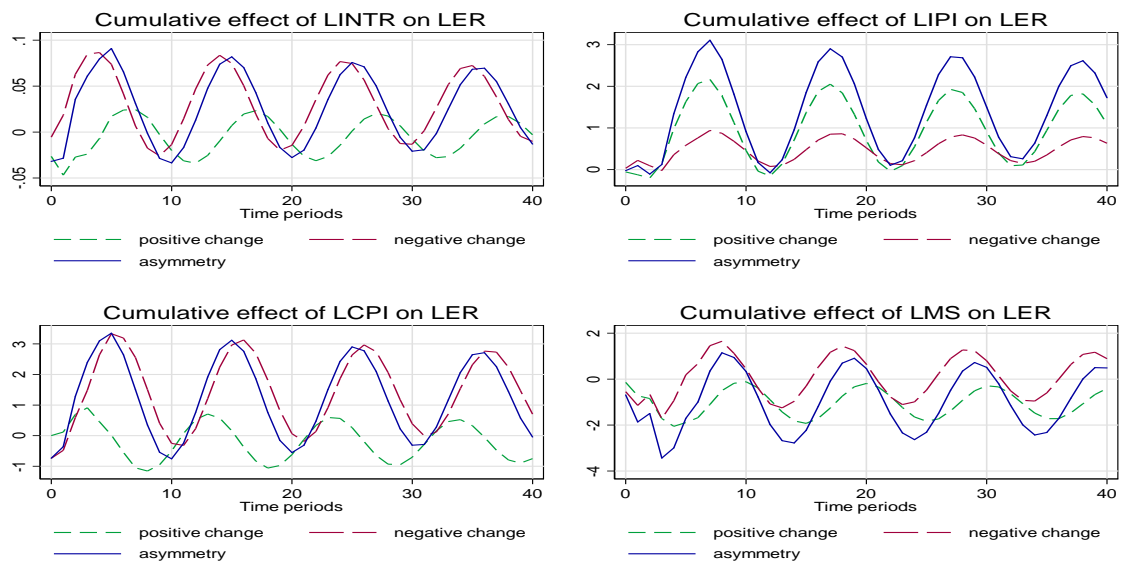 Cumulative effect of LINTR on LER
.1
.05
0
-.05
0 10 20 30 40
Time periods
positive change negative change
asymmetry
Cumulative effect of LIPI on LER
3
2
1
0
0 10 20 30 40
Time periods
positive change negative change
asymmetry
Cumulative effect of LCPI on LER
3
2
1
0
-1
0 10 20 30 40
Time periods
positive change negative change
asymmetry
Cumulative effect of LMS on LER
2
0
-2
-4
0 10 20 30 40
Time periods
positive change negative change
asymmetry